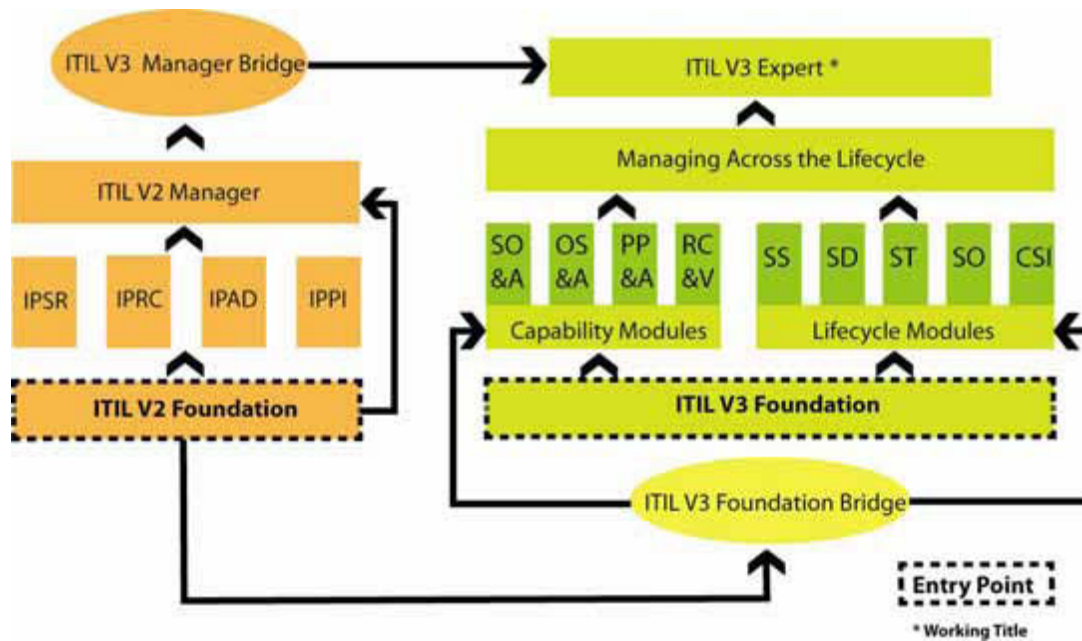 ITIL V3 Manager Bridge
ITIL V3 Expert *
Managing Across the Lifecycle
ITIL V2 Manager
IPSR
IPRC
IPAD
IPPI
SO
&A
OS
&A
PP
&A
RC
&V
SS
SD
ST
SO
CSI
Capability Modules
Lifecycle Modules
ITIL V2 Foundation
ITIL V3 Foundation
ITIL V3 Foundation Bridge
Entry Point
* Working Title